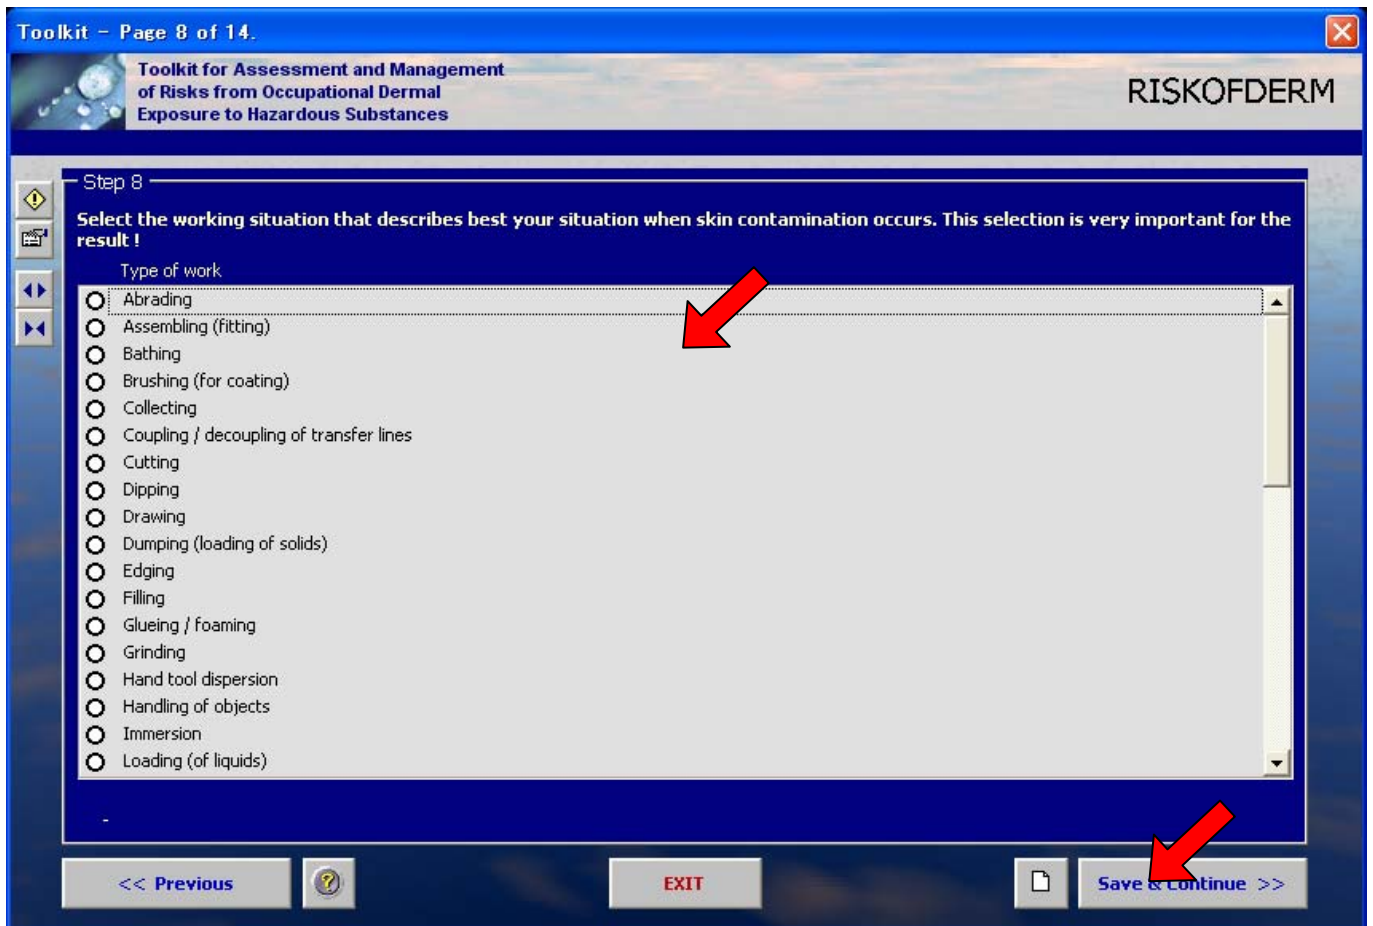 Toolkit - Page 8 of 14.
Toolkit for Assessment and Management
of Risks from Occupational Dermal
Exposure to Hazardous Substances
RISKOFDERM
Step 8
Select the working situation that describes best your situation when skin contamination occurs. This selection is very important for the
result !
Type of work
Abrading
Assembling (fitting)
Bathing
Brushing (for coating)
Collecting
Coupling / decoupling of transfer lines
Cutting
Dipping
Drawing
Dumping (loading of solids)
Edging
Filling
Glueing / foaming
Grinding
Hand tool dispersion
Handling of objects
Immersion
Loading (of liquids)
-
<< Previous
EXIT
Save & Continue >>